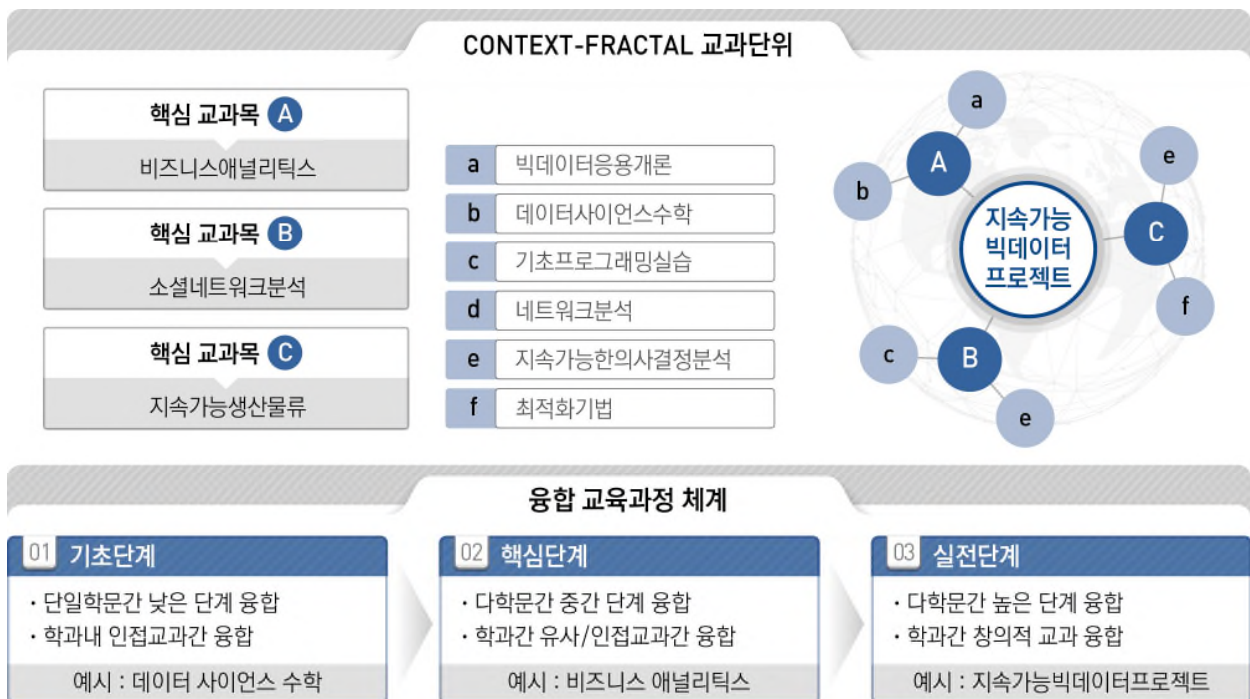 CONTEXT-FRACTAL 교과단위
핵심 교과목 A
비즈니스애널리틱스
핵심 교과목 B
소셜네트워크분석
핵심 교과목 C
지속가능생산물류
a 빅데이터응용개론
b 데이터사이언스수학
c 기초프로그래밍실습
d 네트워크분석
e 지속가능한의사결정분석
f 최적화기법
a
A
b
e
C
f
지속가능
빅데이터
프로젝트
c
B
e
융합 교육과정 체계
01 기초단계
· 단일학문간 낮은 단계 융합
· 학과내 인접교과간 융합
예시 : 데이터 사이언스 수학
02 핵심단계
· 다학문간 중간 단계 융합
· 학과간 유사/인접교과간 융합
예시 : 비즈니스 애널리틱스
03 실전단계
· 다학문간 높은 단계 융합
· 학과간 창의적 교과 융합
예시 : 지속가능빅데이터프로젝트